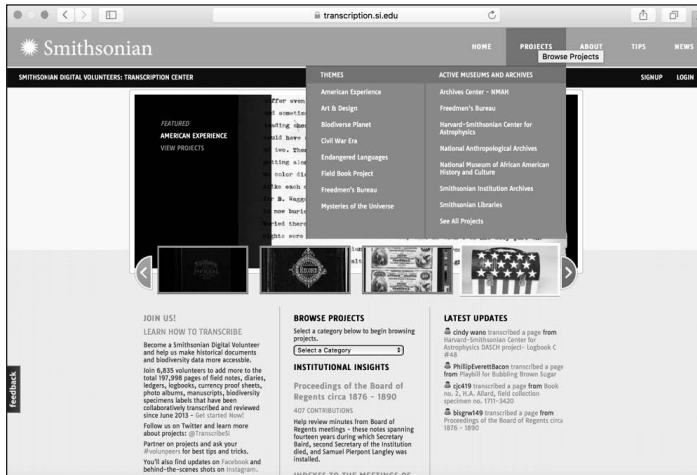 transcription.si.edu
Smithsonian
HOME PROJECTS ABOUT TIPS NEWS
Browse Projects
SMITHSONIAN DIGITAL VOLUNTEERS: TRANSCRIPTION CENTER
SIGNUP LOGIN
THEMES
American Experience
Art & Design
Biodiverse Planet
Civil War Era
Endangered Languages
Field Book Project
Freedmen's Bureau
Mysteries of the Universe
ACTIVE MUSEUMS AND ARCHIVES
Archives Center - NMAH
Freedmen's Bureau
Harvard-Smithsonian Center for
Astrophysics
National Anthropological Archives
National Museum of African American
History and Culture
Smithsonian Institution Archives
Smithsonian Libraries
See All Projects
FEATURED
AMERICAN EXPERIENCE
VIEW PROJECTS
RECORD
feedback
JOIN US!
LEARN HOW TO TRANSCRIBE
Become a Smithsonian Digital Volunteer
and help us make historical documents
and biodiversity data more accessible.
Join 6,835 volunteers to add more to the
total 197,998 pages of field notes, diaries,
ledgers, logbooks, currency proof sheets,
photo albums, manuscripts, biodiversity
specimens labels that have been
collaboratively transcribed and reviewed
since June 2013 - Get started Now!
Follow us on Twitter and learn more
about projects: @TranscribeSI
Partner on projects and ask your
#volunpeers for best tips and tricks.
You'll also find updates on Facebook and
behind-the-scenes shots on Instagram.
BROWSE PROJECTS
Select a category below to begin browsing
projects.
Select a Category
INSTITUTIONAL INSIGHTS
Proceedings of the Board of
Regents circa 1876 - 1890
407 CONTRIBUTIONS
Help review minutes from Board of
Regents meetings - these notes spanning
fourteen years during which Secretary
Baird, second Secretary of the Institution
died, and Samuel Pierpont Langley was
installed.
INDEXES TO THE MEETINGS OF
LATEST UPDATES
cindy wano transcribed a page from
Harvard-Smithsonian Center for
Astrophysics DASCH project- Logbook C
#48
PhillipEverettBacon transcribed a page
from Playbill for Bubbling Brown Sugar
cjc419 transcribed a page from Book
no. 2, H.A. Allard, field collection
specimen no. 1711-3420
bisgrw149 transcribed a page from
Proceedings of the Board of Regents circa
1876 - 1890